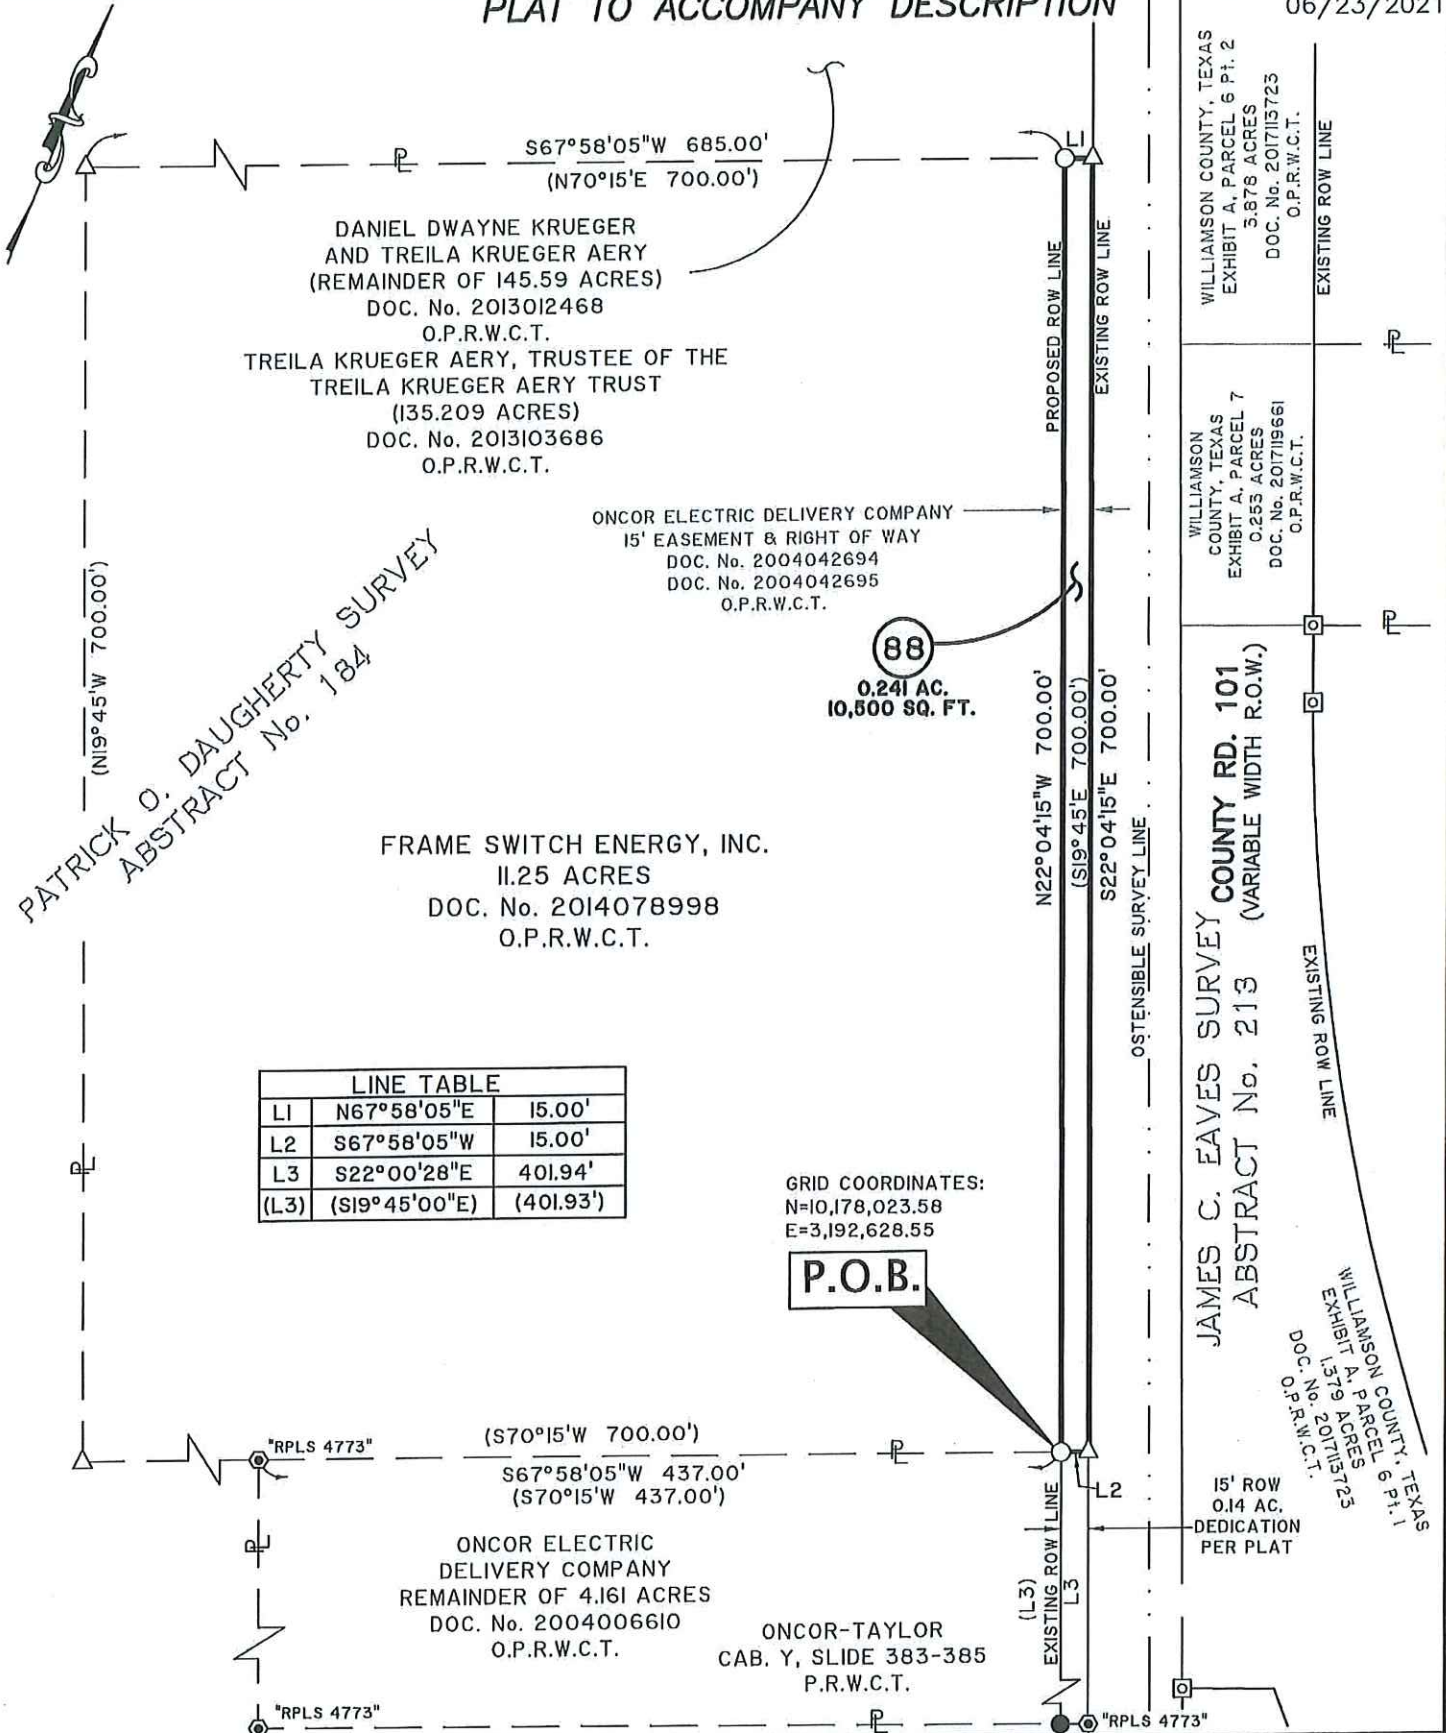 PLAT TO ACCOMPANY DESCRIPTION
06/23/2021
S67°58'05"W 685.00'
(N70°15'E 700.00')
L1
DANIEL DWAYNE KRUEGER
AND TREILA KRUEGER AERY
(REMAINDER OF 145.59 ACRES)
DOC. No. 2013012468
O.P.R.W.C.T.
TREILA KRUEGER AERY, TRUSTEE OF THE
TREILA KRUEGER AERY TRUST
(135.209 ACRES)
DOC. No. 2013103686
O.P.R.W.C.T.
PROPOSED ROW LINE
EXISTING ROW LINE
WILLIAMSON COUNTY, TEXAS
EXHIBIT A, PARCEL 6 Pt. 2
3.878 ACRES
DOC. No. 2017113723
O.P.R.W.C.T.
EXISTING ROW LINE
PL
PL
WILLIAMSON
COUNTY, TEXAS
EXHIBIT A, PARCEL 7
0.253 ACRES
DOC. No. 2017119661
O.P.R.W.C.T.
PL
ONCOR ELECTRIC DELIVERY COMPANY
15' EASEMENT & RIGHT OF WAY
DOC. No. 2004042694
DOC. No. 2004042695
O.P.R.W.C.T.
88
0.241 AC.
10,500 SQ. FT.
(N19°45'W 700.00')
PATRICK O. DAUGHERTY SURVEY
ABSTRACT No. 184
N22°04'15"W 700.00'
(S19°45'E 700.00')
S22°04'15"E 700.00'
OSTENSIBLE SURVEY LINE
COUNTY RD. 101
(VARIABLE WIDTH R.O.W.)
JAMES C. EAVES SURVEY
ABSTRACT No. 213
EXISTING ROW LINE
FRAME SWITCH ENERGY, INC.
11.25 ACRES
DOC. No. 2014078998
O.P.R.W.C.T.
LINE TABLE
L1 N67°58'05"E 15.00'
L2 S67°58'05"W 15.00'
L3 S22°00'28"E 401.94'
(L3) (S19°45'00"E) (401.93')
PL
GRID COORDINATES:
N=10,178,023.58
E=3,192,628.55
P.O.B.
WILLIAMSON COUNTY, TEXAS
EXHIBIT A, PARCEL 6 Pt. 1
1.379 ACRES
DOC. No. 2017113723
O.P.R.W.C.T.
"RPLS 4773"
(S70°15'W 700.00')
PL
S67°58'05"W 437.00'
(S70°15'W 437.00')
L2
15' ROW
0.14 AC.
DEDICATION
PER PLAT
PL
ONCOR ELECTRIC
DELIVERY COMPANY
REMAINDER OF 4.161 ACRES
DOC. No. 2004006610
O.P.R.W.C.T.
ONCOR-TAYLOR
CAB. Y, SLIDE 383-385
P.R.W.C.T.
(L3)
EXISTING ROW LINE
L3
"RPLS 4773"
PL
"RPLS 4773"